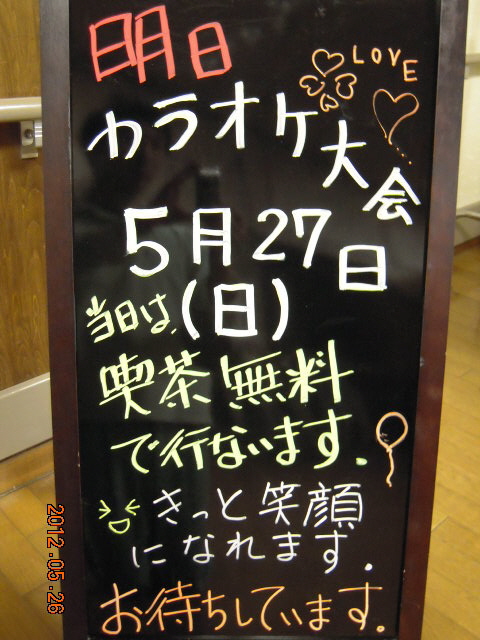 明日
LOVE
カラオケ大会
5月27日
(日)
当日は、
喫茶無料
で行ないます。
きっと笑顔
になれます。
お待ちしています。
2012.05.26